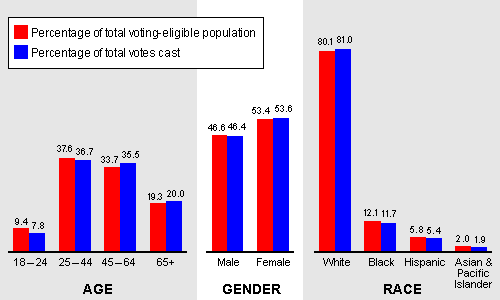 Percentage of total voting-eligible population
Percentage of total votes cast
9.4 7.8
37.6 36.7
33.7 35.5
19.3 20.0
46.6 46.4
53.4 53.6
80.1 81.0
12.1 11.7
5.8 5.4
2.0 1.9
18–24 25–44 45–64 65+
Male Female
White Black Hispanic Asian &
Pacific
Islander
AGE GENDER RACE